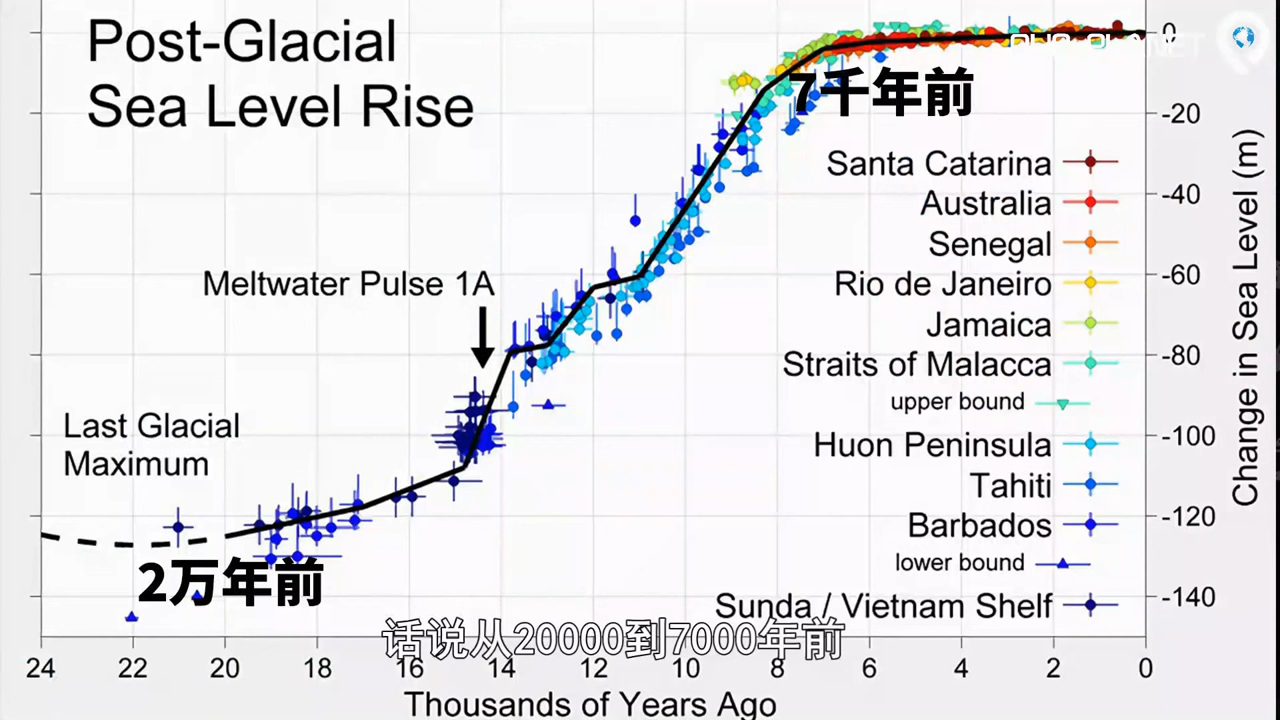 Post-Glacial
Sea Level Rise
7千年前
Santa Catarina
Australia
Senegal
Rio de Janeiro
Jamaica
Straits of Malacca
upper bound
Huon Peninsula
Tahiti
Barbados
lower bound
Sunda / Vietnam Shelf
Meltwater Pulse 1A
Last Glacial
Maximum
2万年前
0
-20
-40
-60
-80
-100
-120
-140
Change in Sea Level (m)
话说从20000到7000年前
24 22 20 18 16 14 12 10 8 6 4 2 0
Thousands of Years Ago